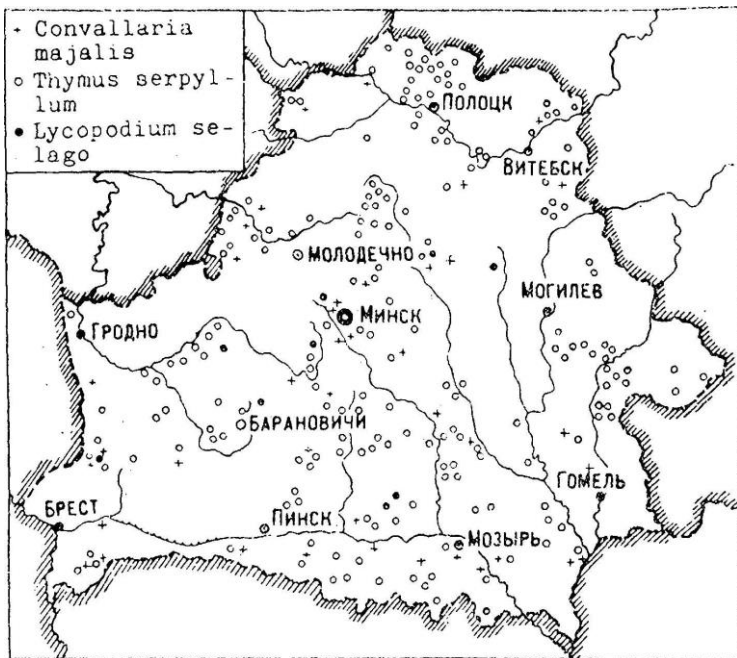 + Convallaria
majalis
○ Thymus serpyl-
lum
● Lycopodium se-
lago
ПОЛОЦК
ВИТЕБСК
МОЛОДЕЧНО
МОГИЛЕВ
МИНСК
ГРОДНО
БАРАНОВИЧИ
ГОМЕЛЬ
БРЕСТ
ПИНСК
МОЗЫРЬ